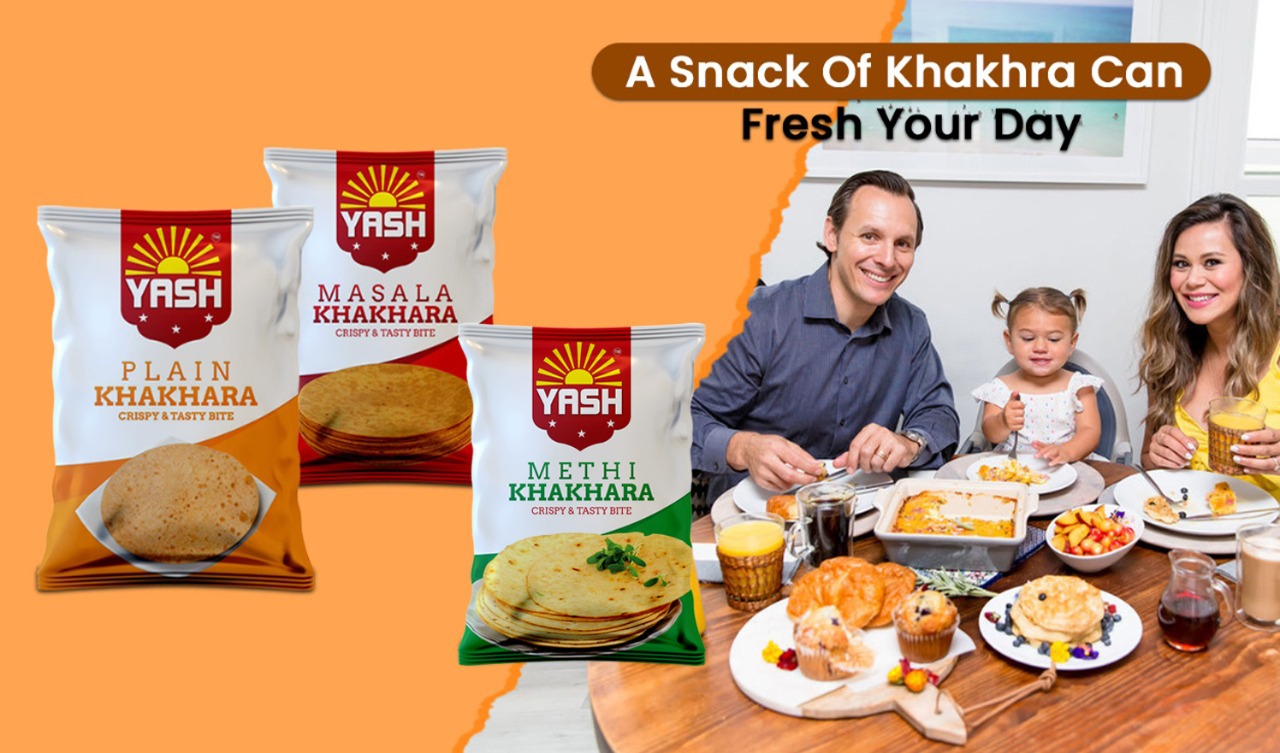 A Snack Of Khakhra Can
Fresh Your Day
YASH
MASALA
KHAKHARA
CRISPY & TASTY BITE
YASH
PLAIN
KHAKHARA
CRISPY & TASTY BITE
YASH
METHI
KHAKHARA
CRISPY & TASTY BITE